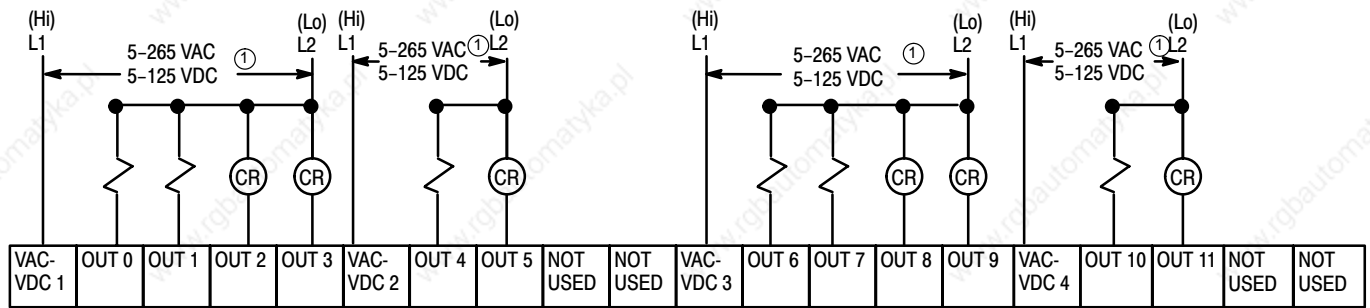 (Hi) (Lo) (Hi) (Lo) (Hi) (Lo) (Hi) (Lo)
L1 L2 L1 L2 L1 L2 L1 L2
5–265 VAC ① 5–265 VAC ① 5–265 VAC ① 5–265 VAC ①
5–125 VDC 5–125 VDC 5–125 VDC 5–125 VDC
CR CR CR CR CR CR
VAC- OUT 0 OUT 1 OUT 2 OUT 3 VAC- OUT 4 OUT 5 NOT NOT VAC- OUT 6 OUT 7 OUT 8 OUT 9 VAC- OUT 10 OUT 11 NOT NOT
VDC 1 VDC 2 USED USED VDC 3 VDC 4 USED USED
www.rgbautomatyka.pl